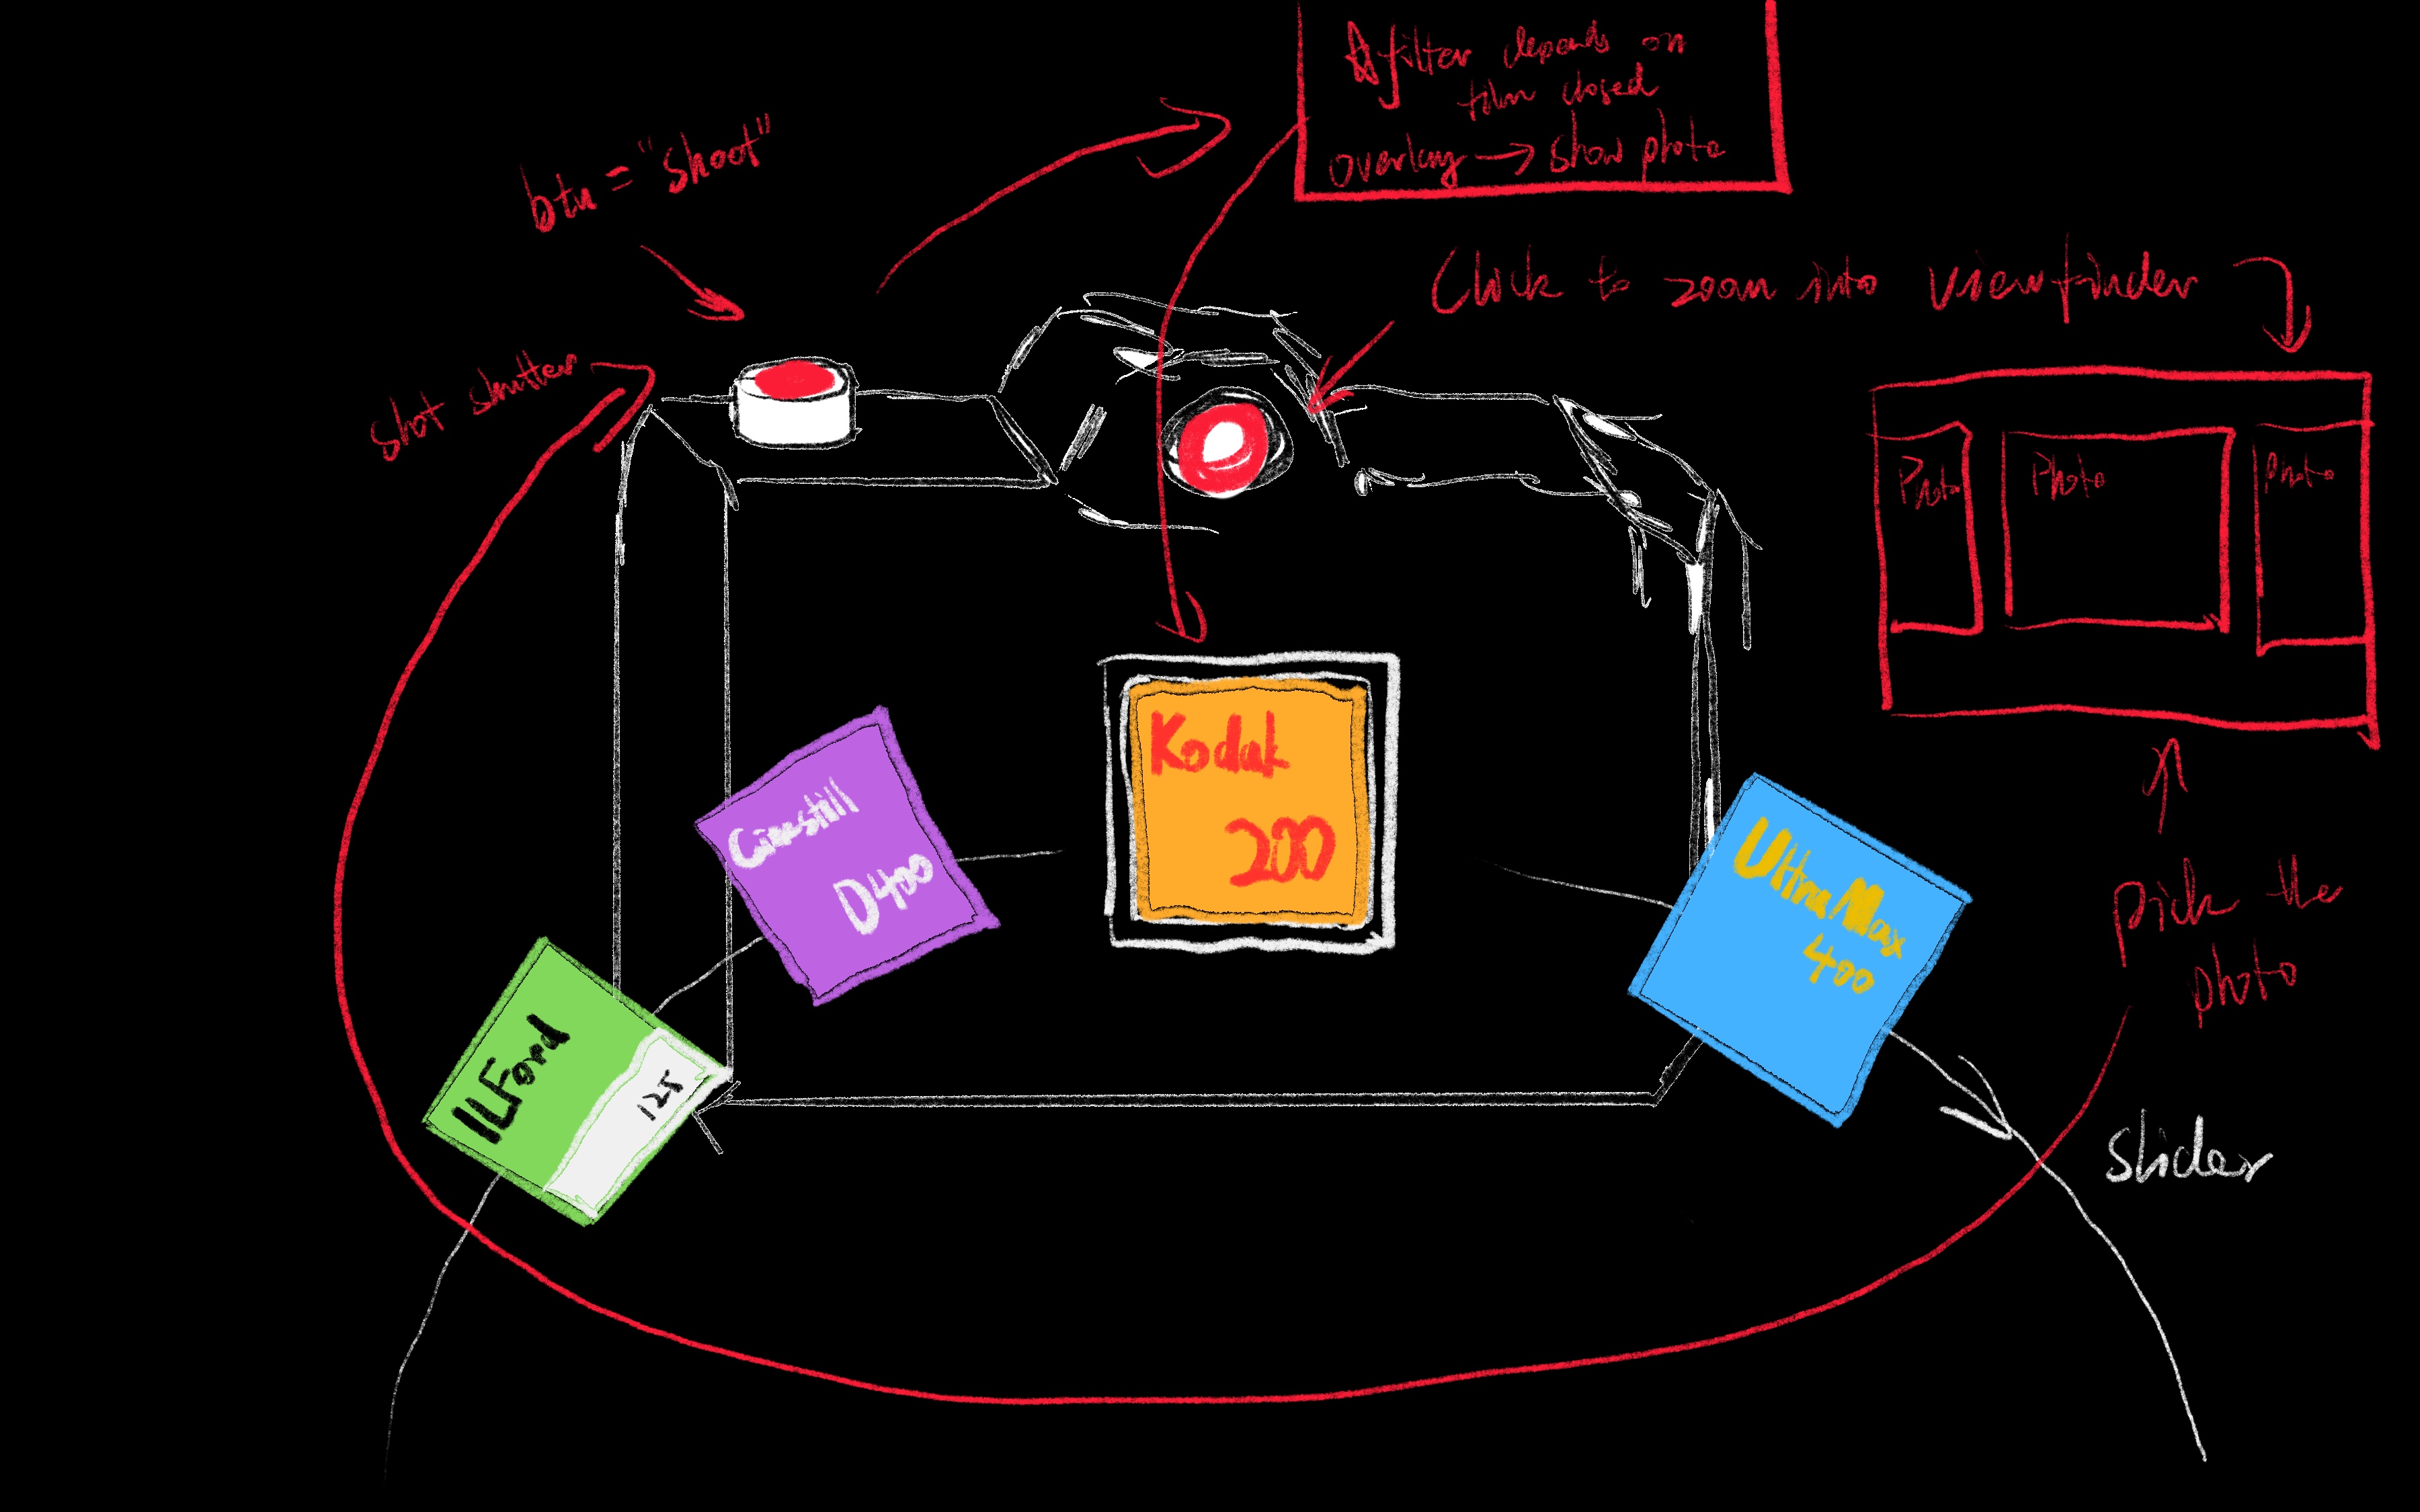 filter depends on
film closed
overlay → show photo
btn = "shoot"
Click to zoom into viewfinder
shot shutter
Photo
Photo
photo
Kodak
200
Cinestill
D400
UltraMax
400
pick the
photo
ILFord
125
slider